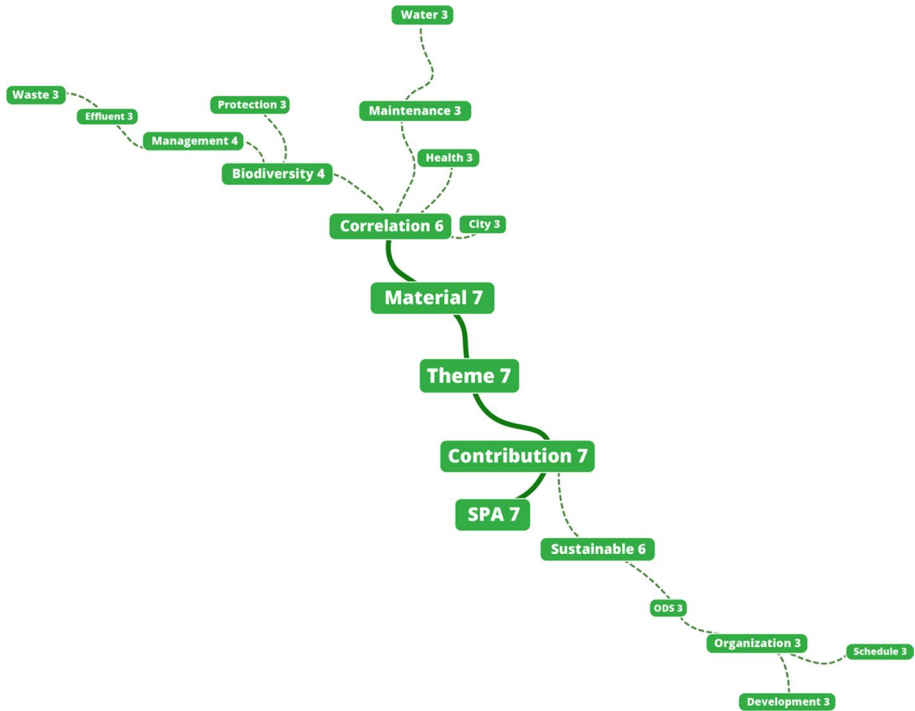 Water 3
Waste 3
Protection 3
Maintenance 3
Effluent 3
Management 4
Health 3
Biodiversity 4
Correlation 6
City 3
Material 7
Theme 7
Contribution 7
SPA 7
Sustainable 6
ODS 3
Organization 3
Schedule 3
Development 3